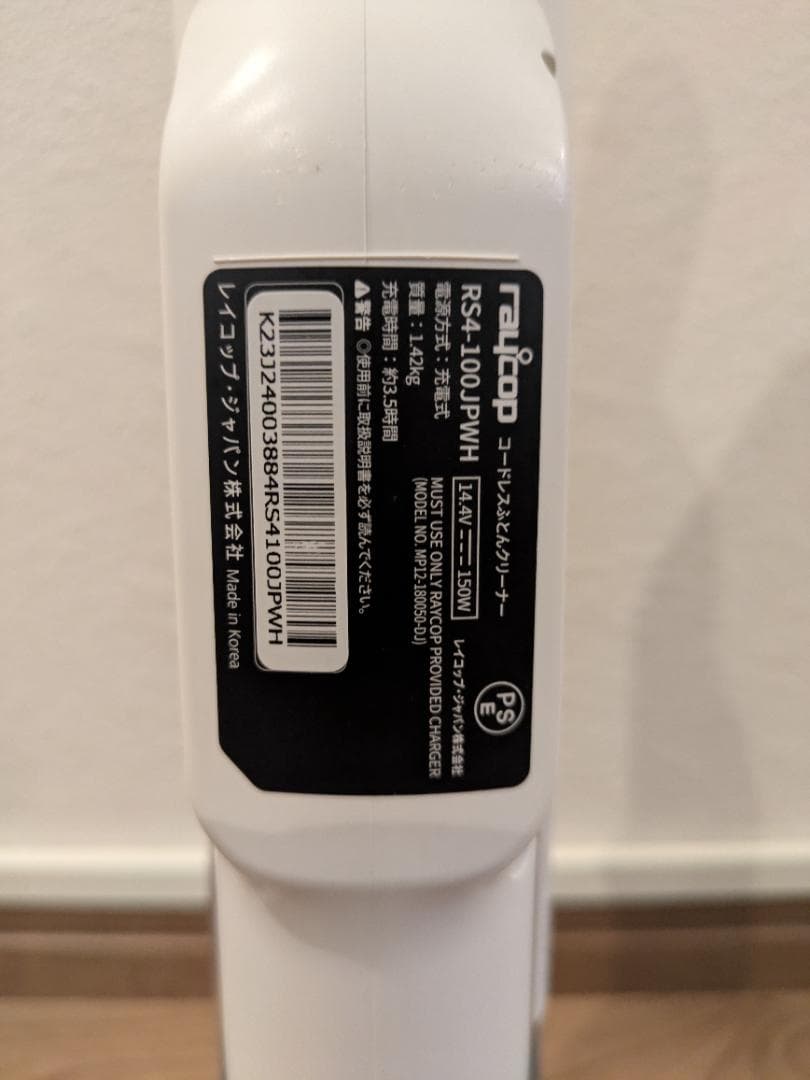 raycop コードレスふとんクリーナー
RS4-100JPWH
14.4V 150W
レイコップ・ジャパン株式会社
PS
E
電源方式：充電式
MUST USE ONLY RAYCOP PROVIDED CHARGER
質量：1.42kg
(MODEL NO. MP12-180050-DJ)
充電時間：約3.5時間
⚠警告 ◎使用前に取扱説明書を必ず読んでください。
K23J24003884RS4100JPWH
レイコップ・ジャパン株式会社 Made in Korea